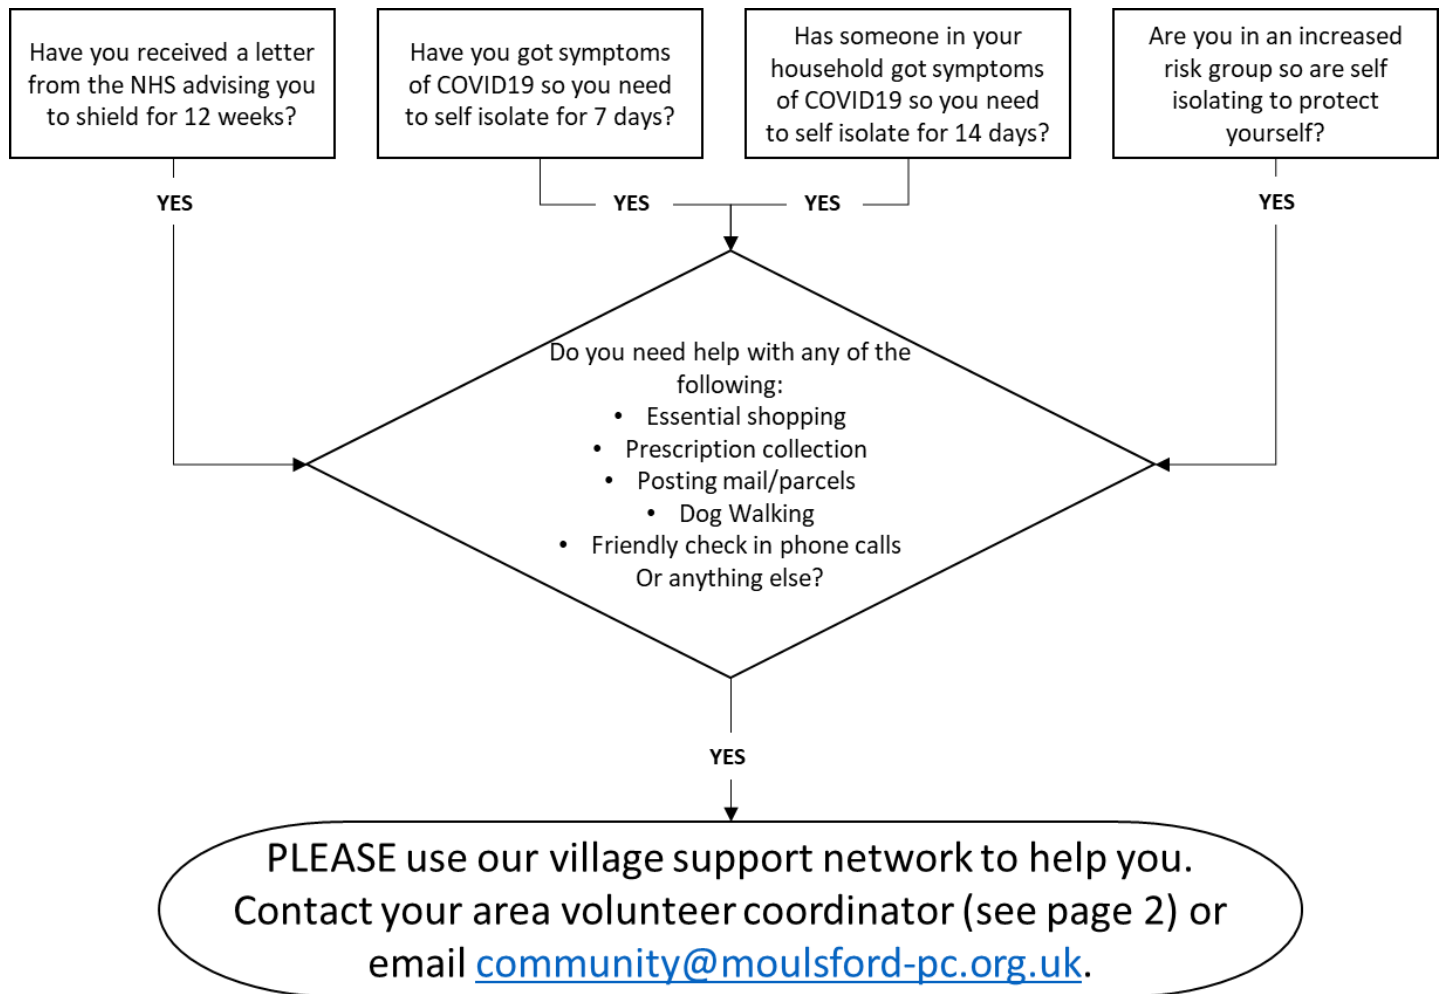 Have you received a letter
from the NHS advising you
to shield for 12 weeks?
Have you got symptoms
of COVID19 so you need
to self isolate for 7 days?
Has someone in your
household got symptoms
of COVID19 so you need
to self isolate for 14 days?
Are you in an increased
risk group so are self
isolating to protect
yourself?
YES
YES
YES
YES
Do you need help with any of the
following:
• Essential shopping
• Prescription collection
• Posting mail/parcels
• Dog Walking
• Friendly check in phone calls
Or anything else?
YES
PLEASE use our village support network to help you.
Contact your area volunteer coordinator (see page 2) or
email community@moulsford-pc.org.uk.